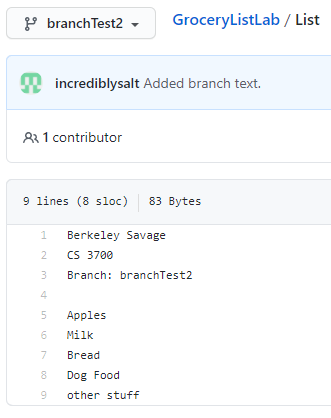 branchTest2
GroceryListLab / List
incrediblysalt Added branch text.
1 contributor
9 lines (8 sloc) 83 Bytes
1 Berkeley Savage
2 CS 3700
3 Branch: branchTest2
4
5 Apples
6 Milk
7 Bread
8 Dog Food
9 other stuff